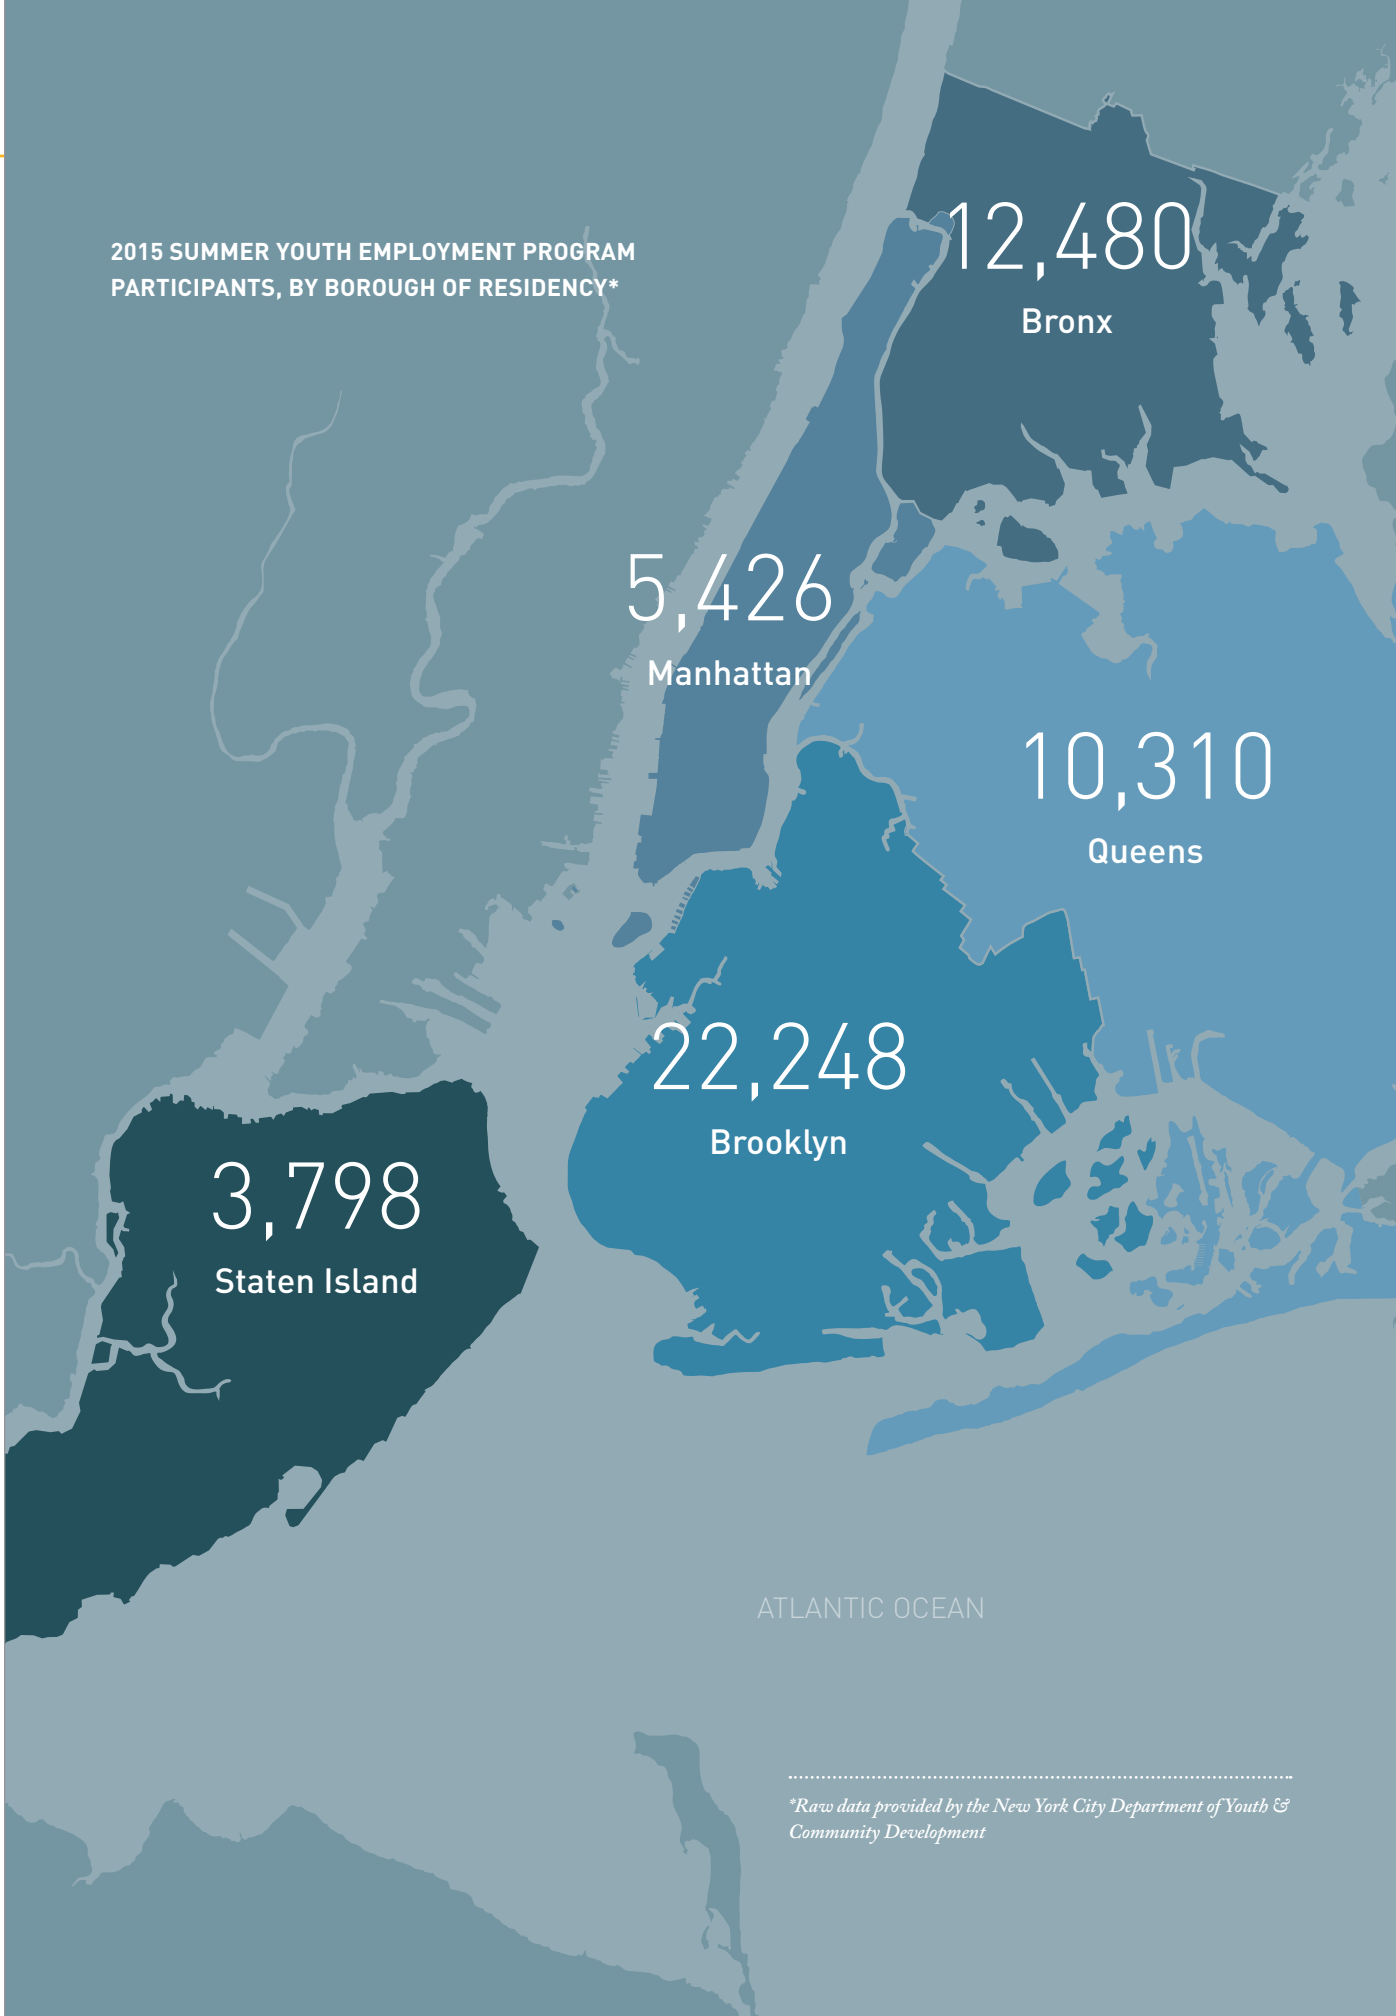 2015 SUMMER YOUTH EMPLOYMENT PROGRAM
PARTICIPANTS, BY BOROUGH OF RESIDENCY*
12,480
Bronx
5,426
Manhattan
10,310
Queens
22,248
Brooklyn
3,798
Staten Island
ATLANTIC OCEAN
*Raw data provided by the New York City Department of Youth &
Community Development